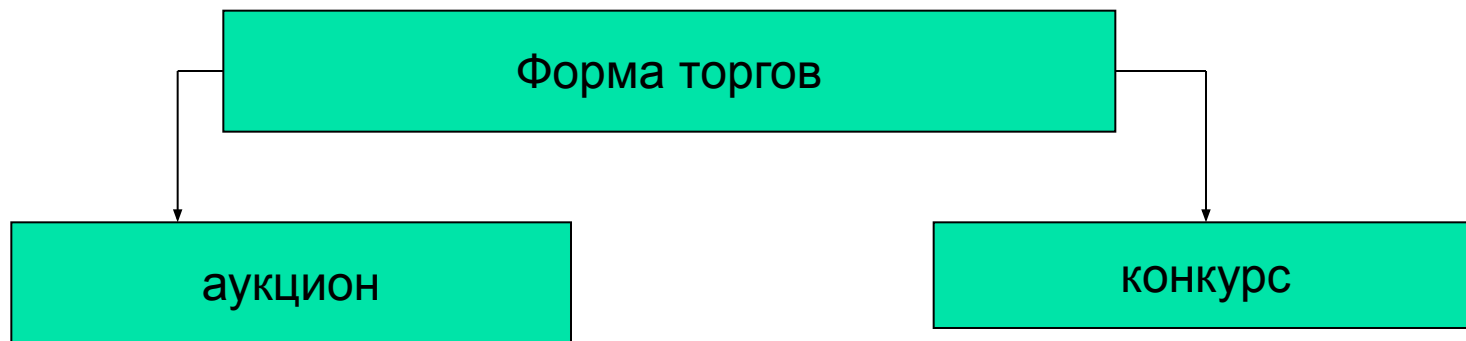 Форма торгов
аукцион
конкурс